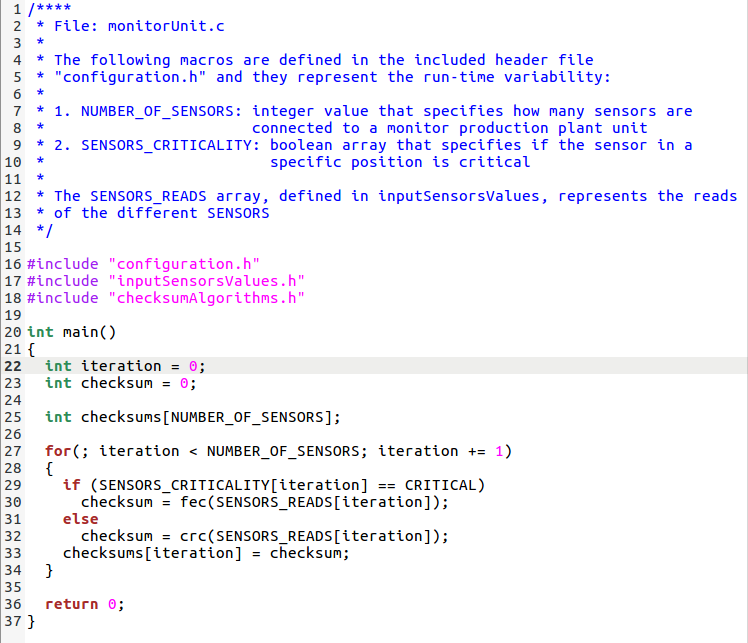 1 /****
2  * File: monitorUnit.c
3  *
4  * The following macros are defined in the included header file
5  * "configuration.h" and they represent the run-time variability:
6  *
7  * 1. NUMBER_OF_SENSORS: integer value that specifies how many sensors are
8  *                       connected to a monitor production plant unit
9  * 2. SENSORS_CRITICALITY: boolean array that specifies if the sensor in a
10  *                         specific position is critical
11  *
12  * The SENSORS_READS array, defined in inputSensorsValues, represents the reads
13  * of the different SENSORS
14  */
15
16 #include "configuration.h"
17 #include "inputSensorsValues.h"
18 #include "checksumAlgorithms.h"
19
20 int main()
21 {
22   int iteration = 0;
23   int checksum = 0;
24
25   int checksums[NUMBER_OF_SENSORS];
26
27   for(; iteration < NUMBER_OF_SENSORS; iteration += 1)
28   {
29     if (SENSORS_CRITICALITY[iteration] == CRITICAL)
30       checksum = fec(SENSORS_READS[iteration]);
31     else
32       checksum = crc(SENSORS_READS[iteration]);
33     checksums[iteration] = checksum;
34   }
35
36   return 0;
37 }